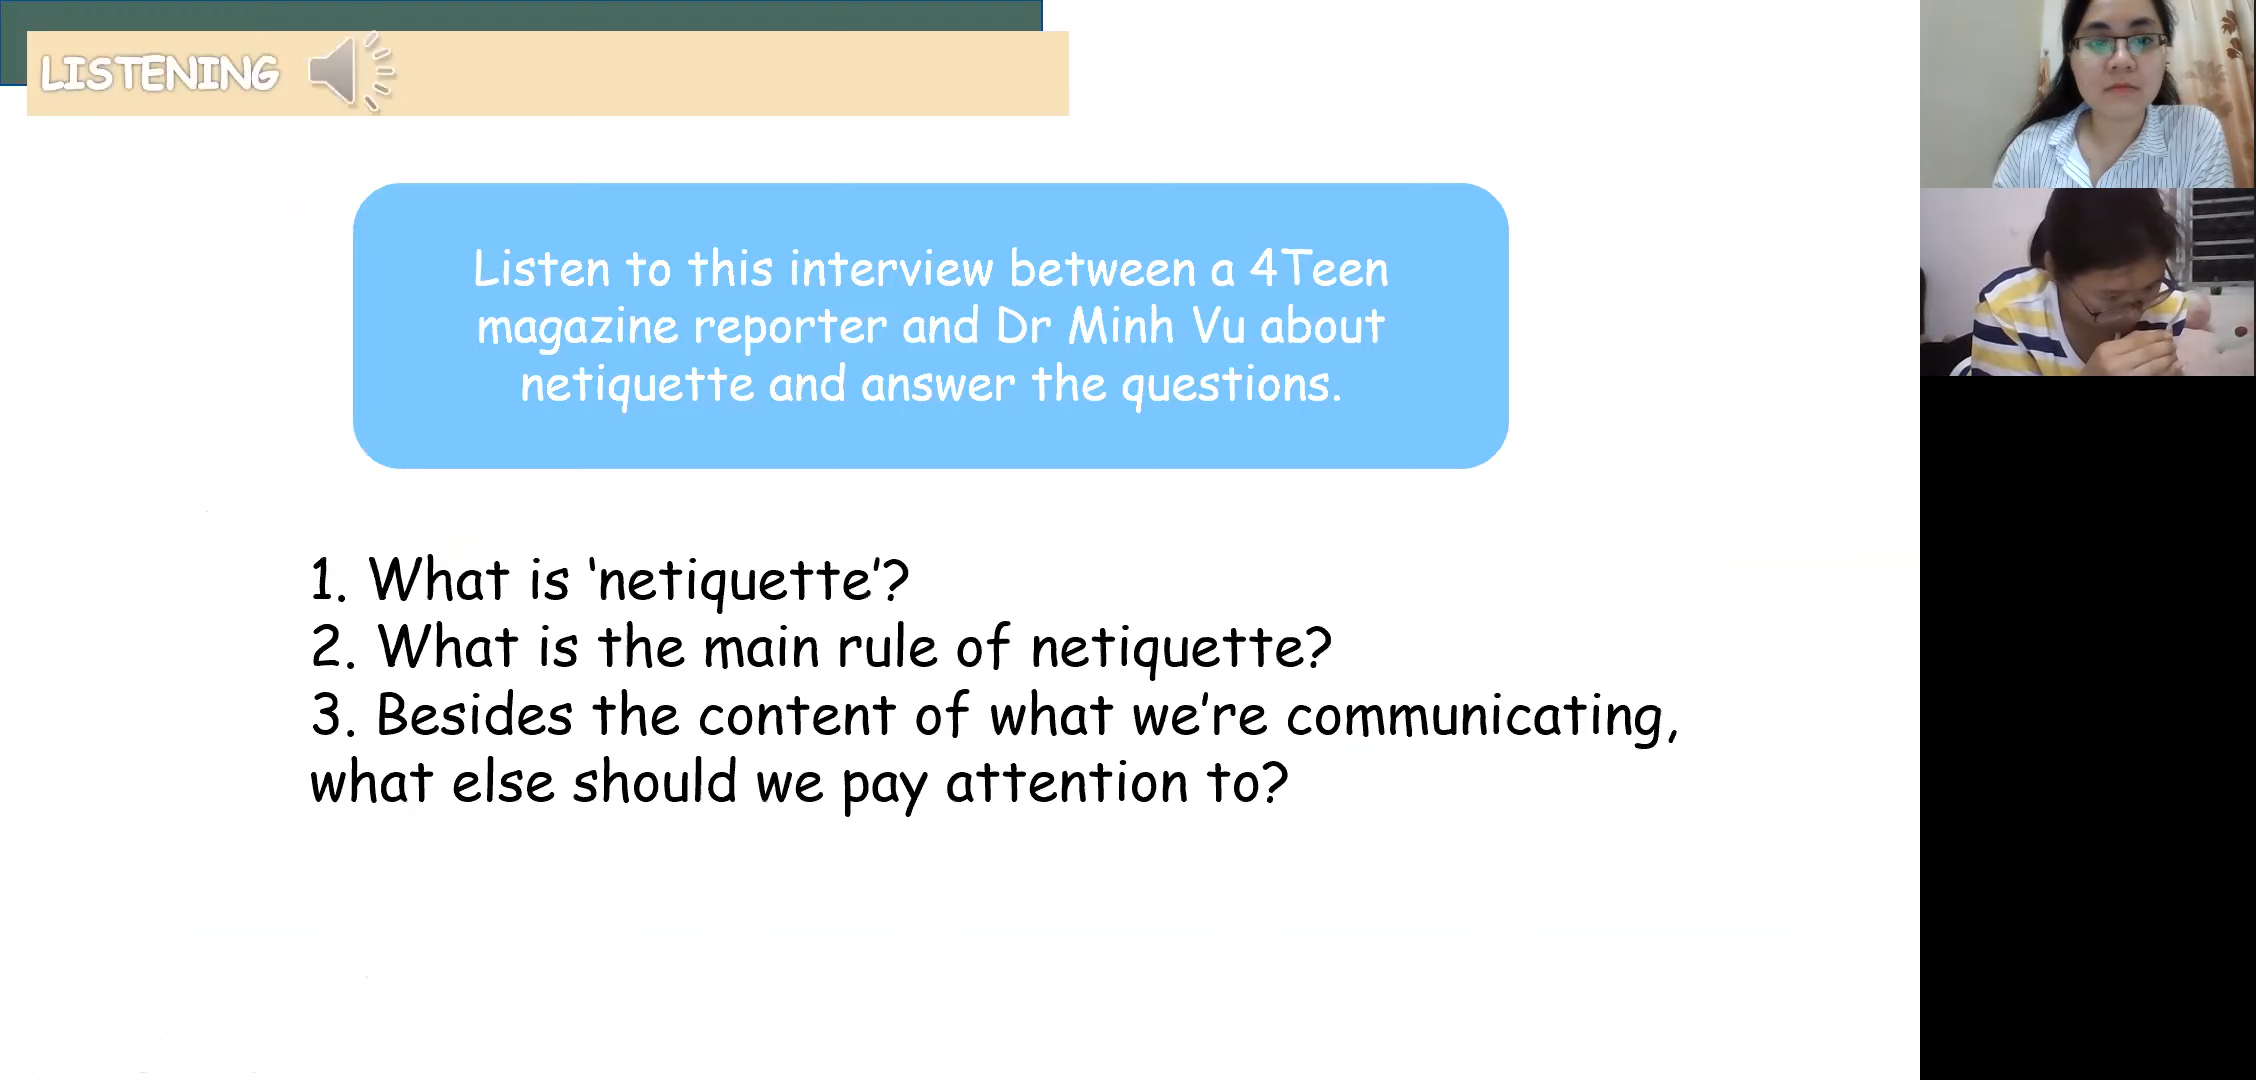 LISTENING
Listen to this interview between a 4Teen
magazine reporter and Dr Minh Vu about
netiquette and answer the questions.
1. What is ‘netiquette’?
2. What is the main rule of netiquette?
3. Besides the content of what we’re communicating,
what else should we pay attention to?